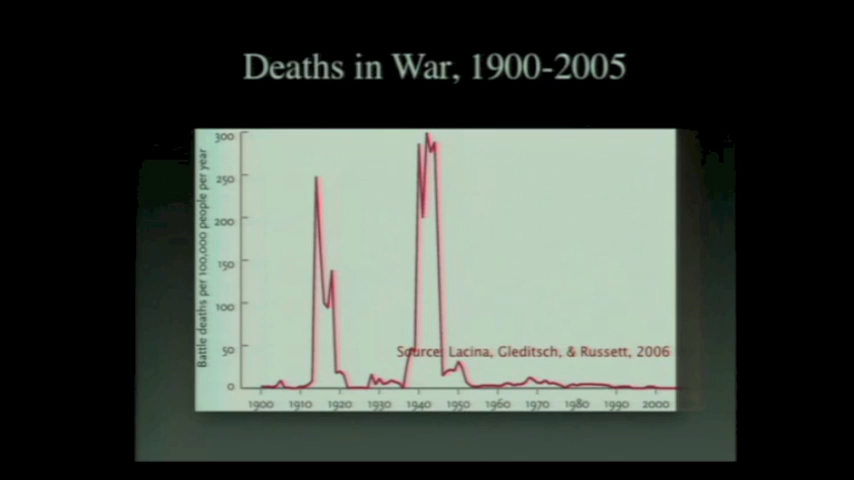 Deaths in War, 1900-2005
Battle deaths per 100,000 people per year
300
250
200
150
100
50
0
Source: Lacina, Gleditsch, & Russett, 2006
1900 1910 1920 1930 1940 1950 1960 1970 1980 1990 2000